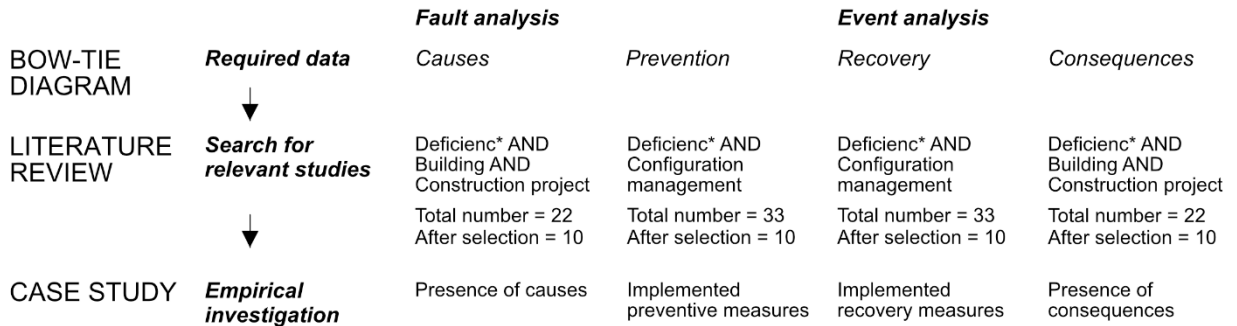 Fault analysis Event analysis
BOW-TIE Required data Causes Prevention Recovery Consequences
DIAGRAM
LITERATURE Search for Deficienc* AND Deficienc* AND Deficienc* AND Deficienc* AND
REVIEW relevant studies Building AND Configuration Configuration Building AND
Construction project management management Construction project
Total number = 22 Total number = 33 Total number = 33 Total number = 22
After selection = 10 After selection = 10 After selection = 10 After selection = 10
CASE STUDY Empirical Presence of causes Implemented Implemented Presence of
investigation preventive measures recovery measures consequences